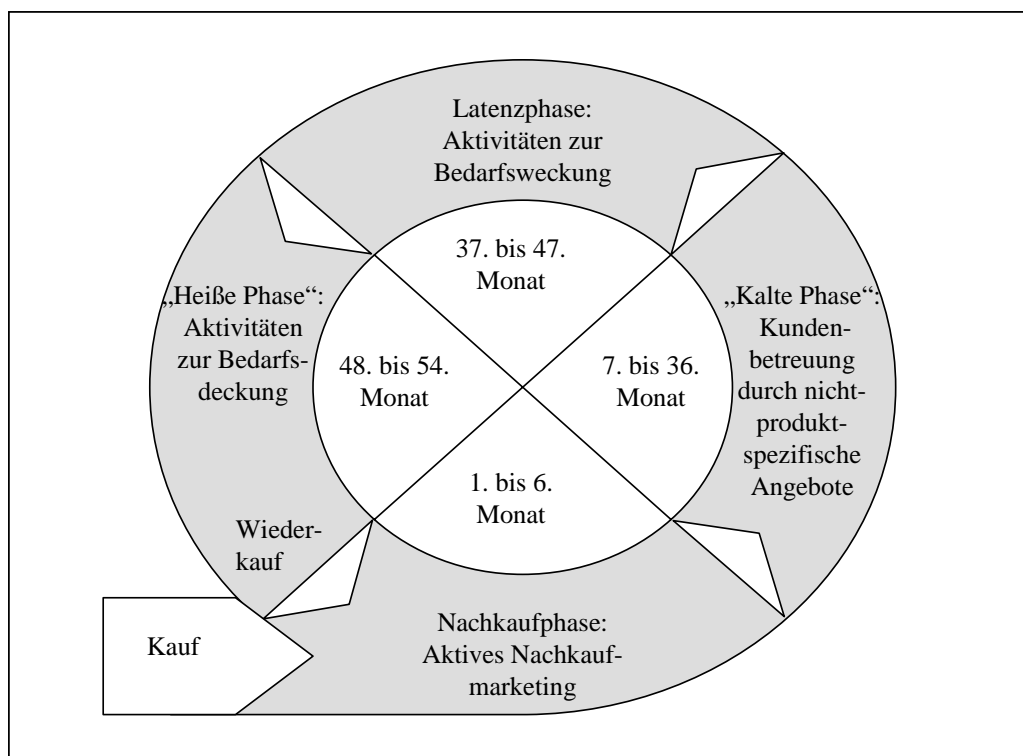 Latenzphase:
Aktivitäten zur
Bedarfsweckung
37. bis 47.
Monat
„Heiße Phase“:
Aktivitäten
zur Bedarfs-
deckung
48. bis 54.
Monat
7. bis 36.
Monat
„Kalte Phase“:
Kunden-
betreuung
durch nicht-
produkt-
spezifische
Angebote
1. bis 6.
Monat
Wieder-
kauf
Kauf
Nachkaufphase:
Aktives Nachkauf-
marketing